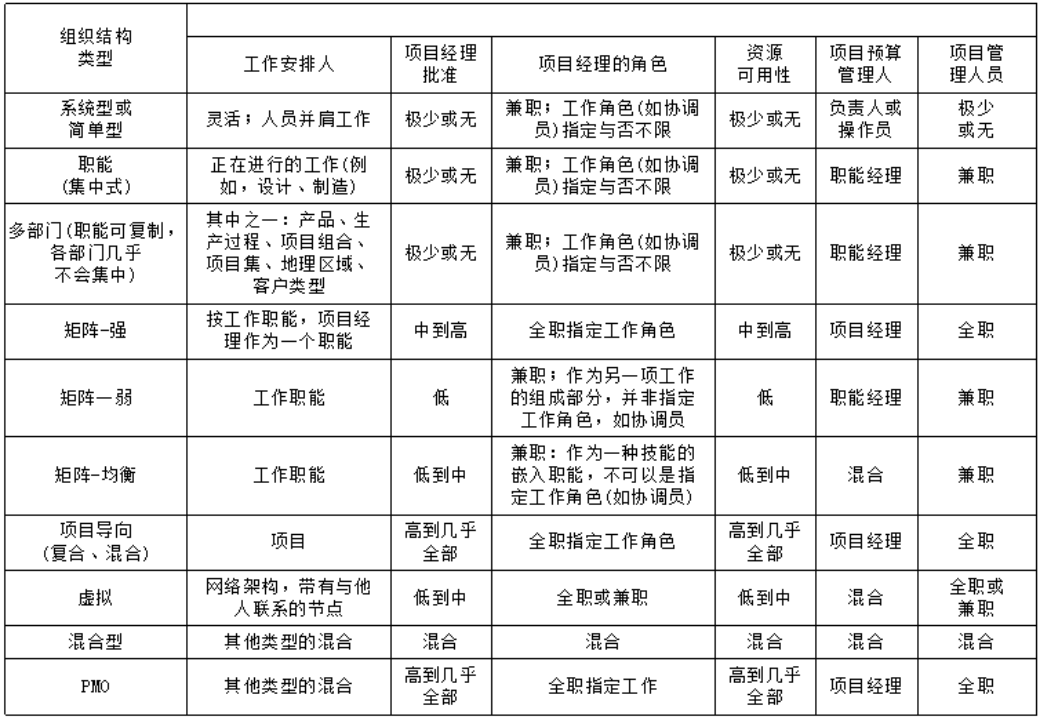 组织结构
类型
工作安排人
项目经理
批准
项目经理的角色
资源
可用性
项目预算
管理人
项目管
理人员
系统型或
简单型
灵活；人员并肩工作
极少或无
兼职；工作角色(如协调
员)指定与否不限
极少或无
负责人或
操作员
极少
或无
职能
(集中式)
正在进行的工作(例
如，设计、制造)
极少或无
兼职；工作角色(如协调
员)指定与否不限
极少或无
职能经理
兼职
多部门(职能可复制，
各部门几乎
不会集中)
其中之一：产品、生
产过程、项目组合、
项目集、地理区域、
客户类型
极少或无
兼职；工作角色(如协调
员)指定与否不限
极少或无
职能经理
兼职
矩阵-强
按工作职能，项目经
理作为一个职能
中到高
全职指定工作角色
中到高
项目经理
全职
矩阵一弱
工作职能
低
兼职；作为另一项工作
的组成部分，并非指定
工作角色，如协调员
低
职能经理
兼职
矩阵-均衡
工作职能
低到中
兼职：作为一种技能的
嵌入职能，不可以是指
定工作角色(如协调员)
低到中
混合
兼职
项目导向
(复合、混合)
项目
高到几乎
全部
全职指定工作角色
高到几乎
全部
项目经理
全职
虚拟
网络架构，带有与他
人联系的节点
低到中
全职或兼职
低到中
混合
全职或
兼职
混合型
其他类型的混合
混合
混合
混合
混合
混合
PMO
其他类型的混合
高到几乎
全部
全职指定工作
高到几乎
全部
项目经理
全职